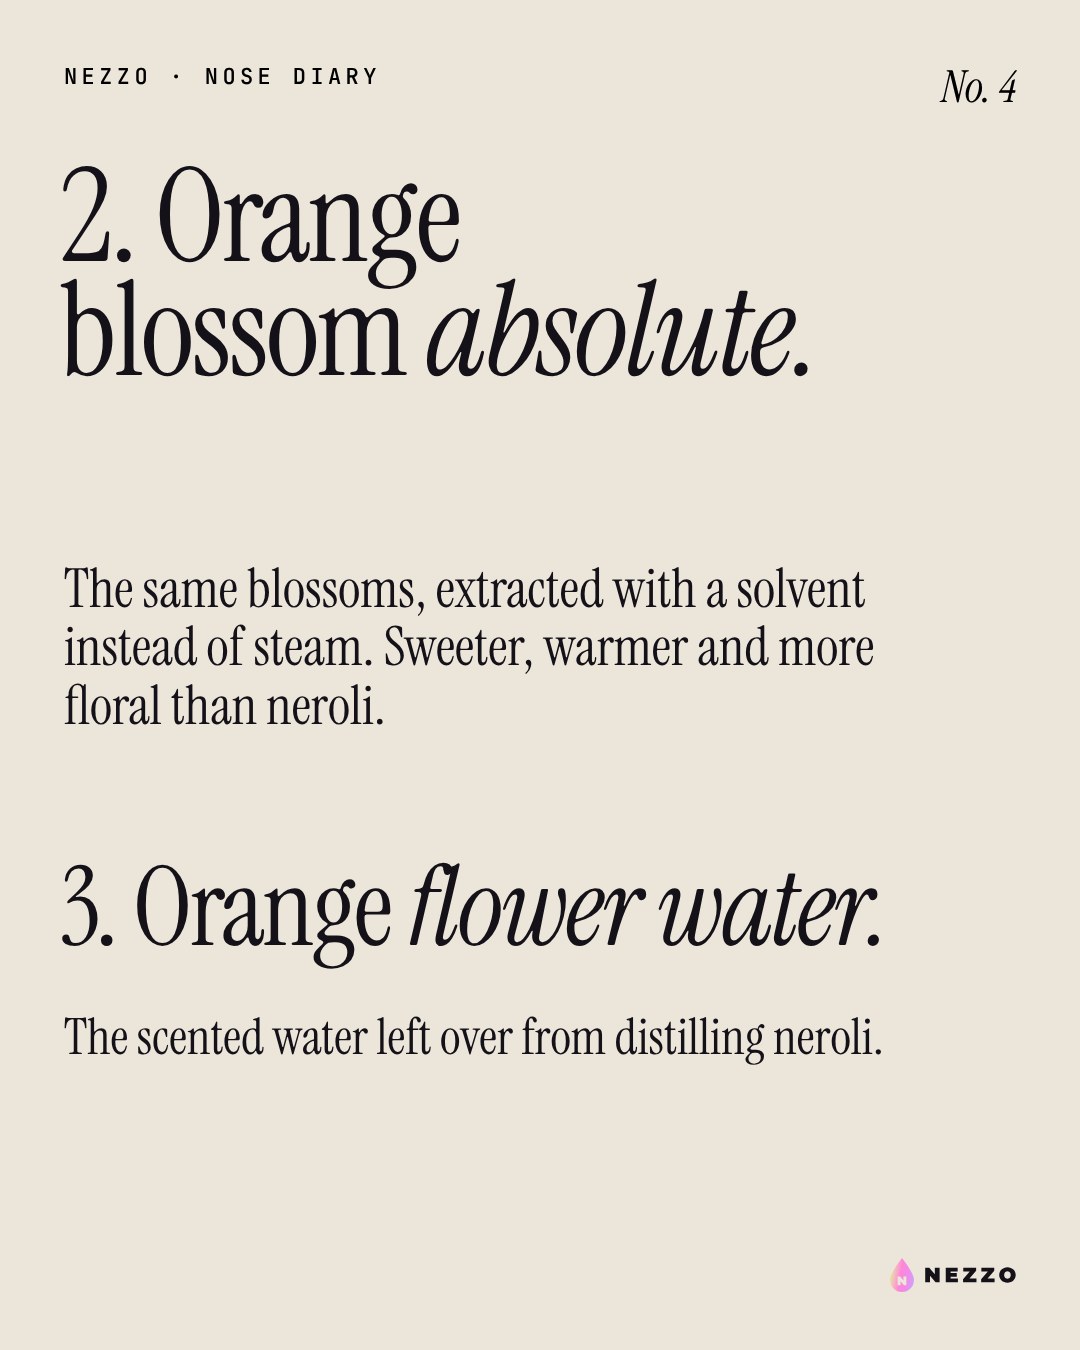 NEZZO · NOSE DIARY
No. 4
2. Orange
blossom absolute.
The same blossoms, extracted with a solvent
instead of steam. Sweeter, warmer and more
floral than neroli.
3. Orange flower water.
The scented water left over from distilling neroli.
N NEZZO